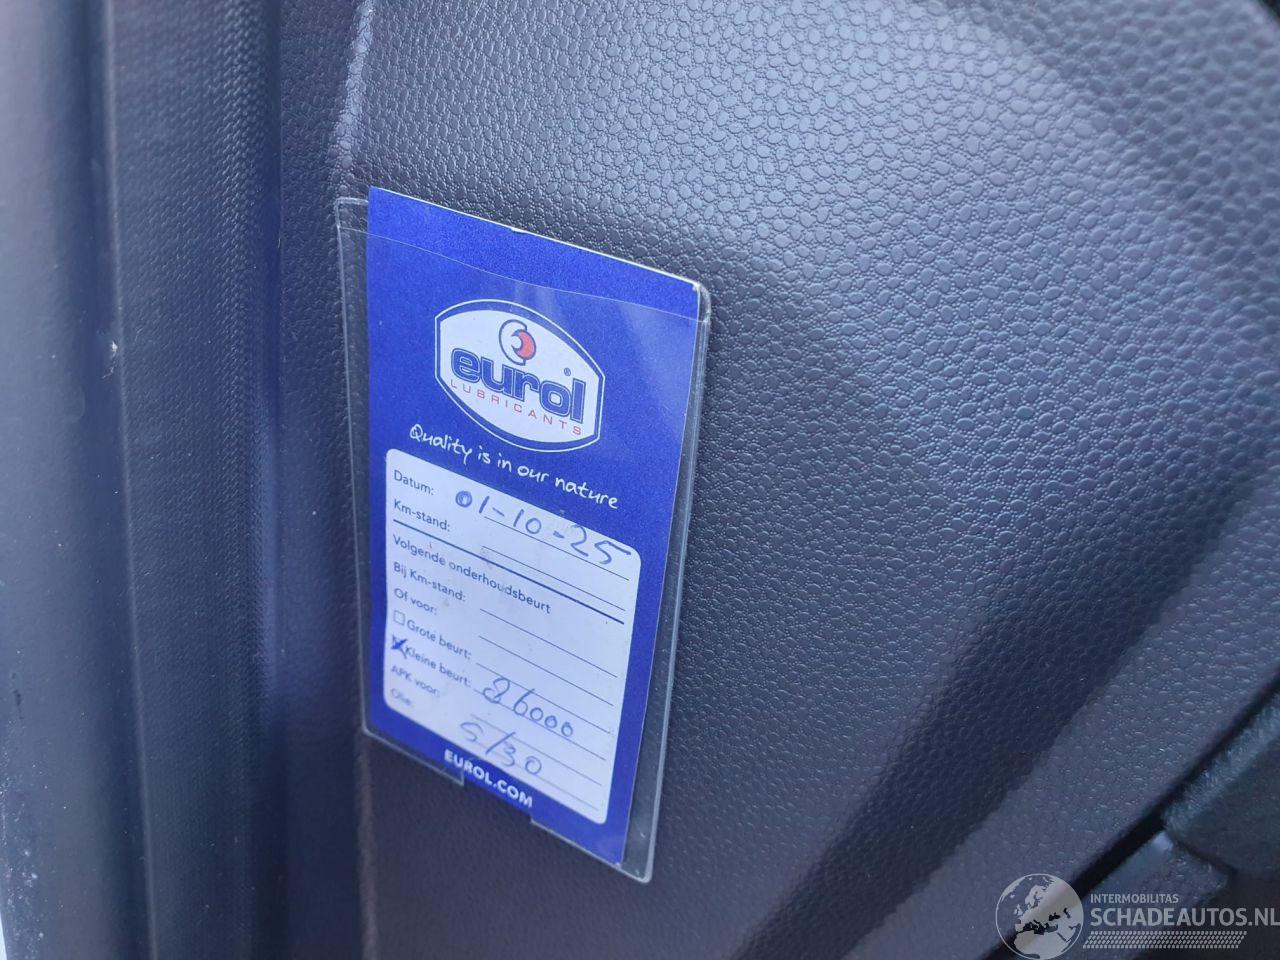 eurol®
LUBRICANTS
Quality is in our nature
Datum: 01-10-25
Km-stand:
Volgende onderhoudsbeurt
Bij Km-stand:
Of voor:
Grote beurt:
Kleine beurt: 26000
APK voor:
Olie: 5/30
EUROL.COM
INTERMOBILITAS
SCHADEAUTOS.NL